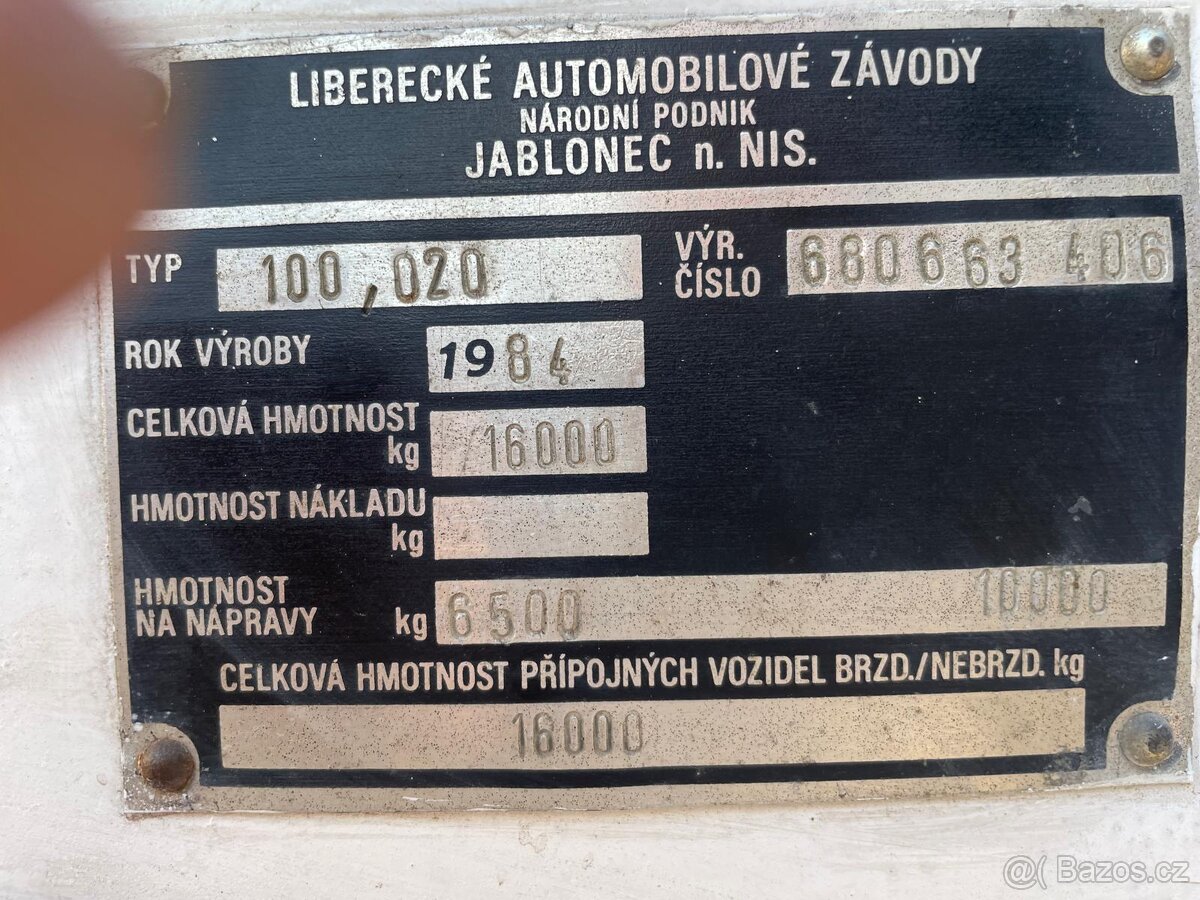 LIBERECKÉ AUTOMOBILOVÉ ZÁVODY
NÁRODNÍ PODNIK
JABLONEC n. NIS.
TYP 100,020 VÝR. ČÍSLO 680663 406
ROK VÝROBY 1984
CELKOVÁ HMOTNOST
kg 16000
HMOTNOST NÁKLADU
kg
HMOTNOST
NA NÁPRAVY kg 6500 10000
CELKOVÁ HMOTNOST PŘÍPOJNÝCH VOZIDEL BRZD./NEBRZD. kg
16000
@( Bazos.cz